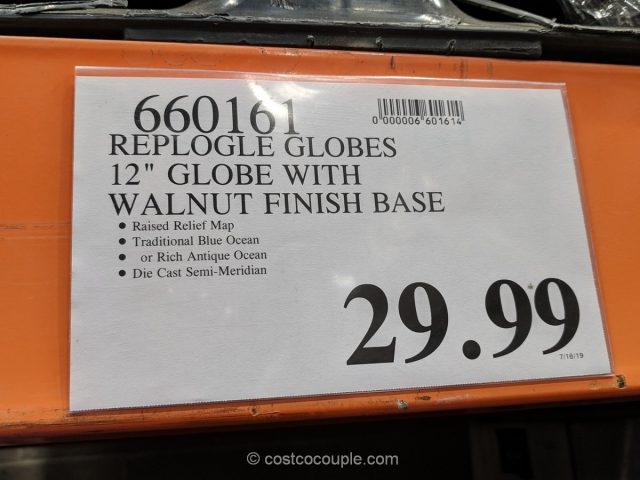 660161
0 000006 601614
REPLOGLE GLOBES
12" GLOBE WITH
WALNUT FINISH BASE
• Raised Relief Map
• Traditional Blue Ocean
• or Rich Antique Ocean
• Die Cast Semi-Meridian
29.99
7/16/19
© costcocouple.com